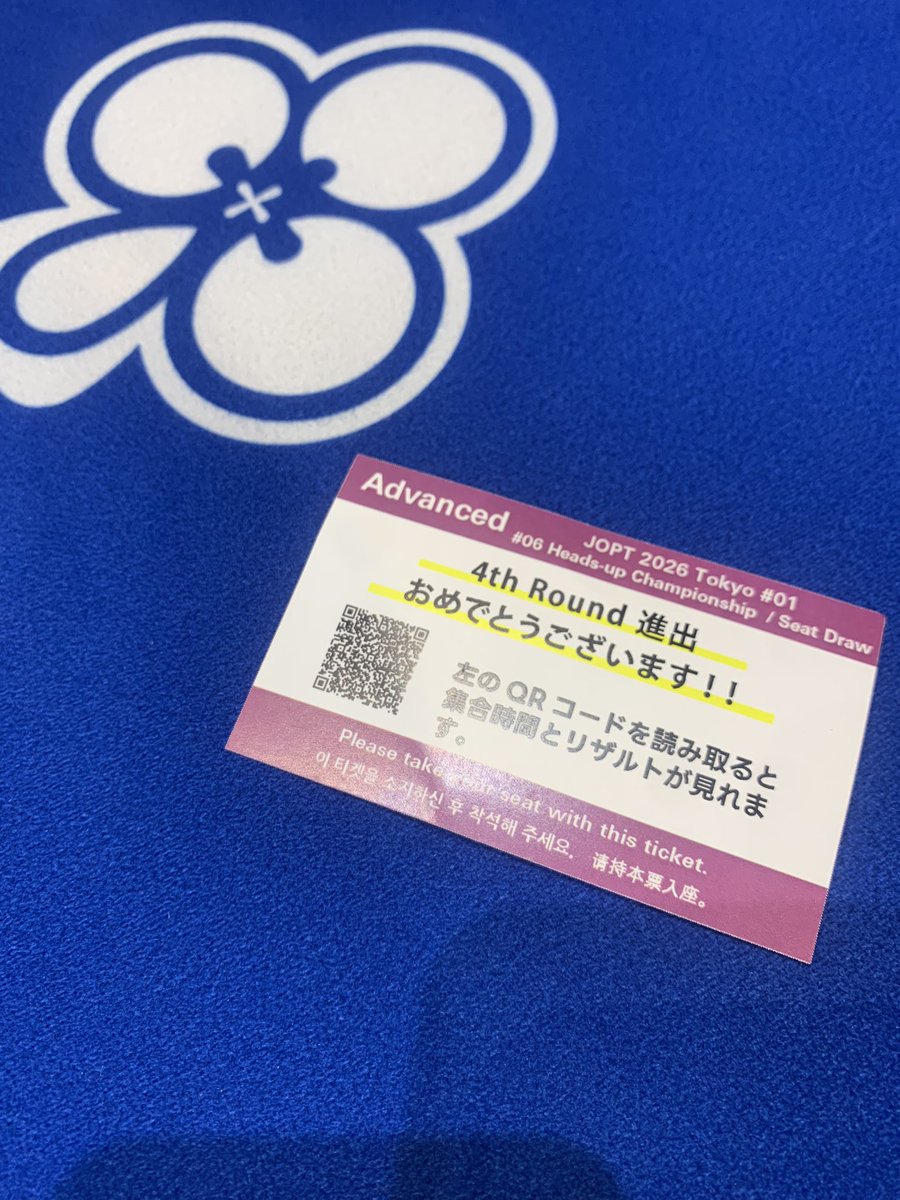 Advanced
JOPT 2026 Tokyo #01
#06 Heads-up Championship / Seat Draw
4th Round 進出
おめでとうございます!!
左の QR コードを読み取ると
集合時間とリザルトが見れま
す。
Please take your seat with this ticket.
이 티켓을 소지하신 후 착석해 주세요. 请持本票入座。